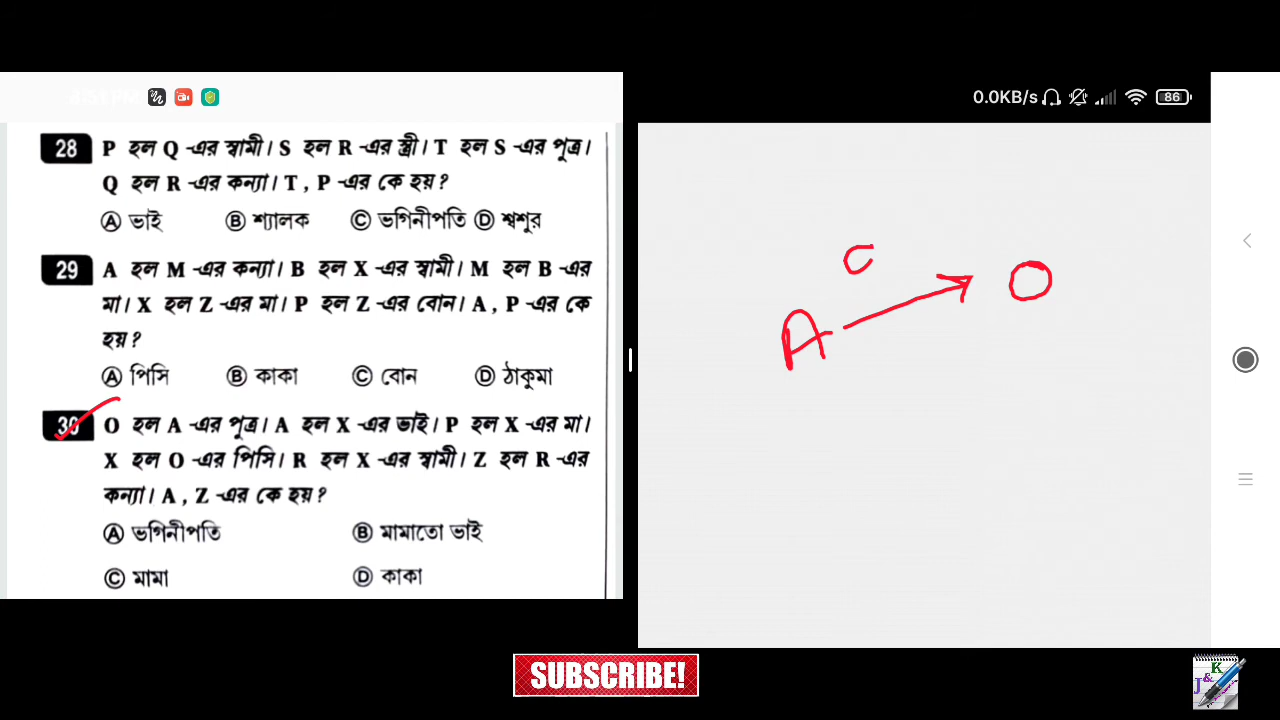 0.0KB/s 86
28 P হল Q -এর স্বামী। S হল R -এর স্ত্রী। T হল S -এর পুত্র।
Q হল R -এর কন্যা। T , P -এর কে হয়?
A ভাই B শ্যালক C ভগিনীপতি D শ্বশুর
29 A হল M -এর কন্যা। B হল X -এর স্বামী। M হল B -এর
মা। X হল Z -এর মা। P হল Z -এর বোন। A , P -এর কে
হয়?
A পিসি B কাকা C বোন D ঠাকুমা
30 O হল A -এর পুত্র। A হল X -এর ভাই। P হল X -এর মা।
X হল O -এর পিসি। R হল X -এর স্বামী। Z হল R -এর
কন্যা। A , Z -এর কে হয়?
A ভগিনীপতি B মামাতো ভাই
C মামা D কাকা
A O
SUBSCRIBE!
J & K